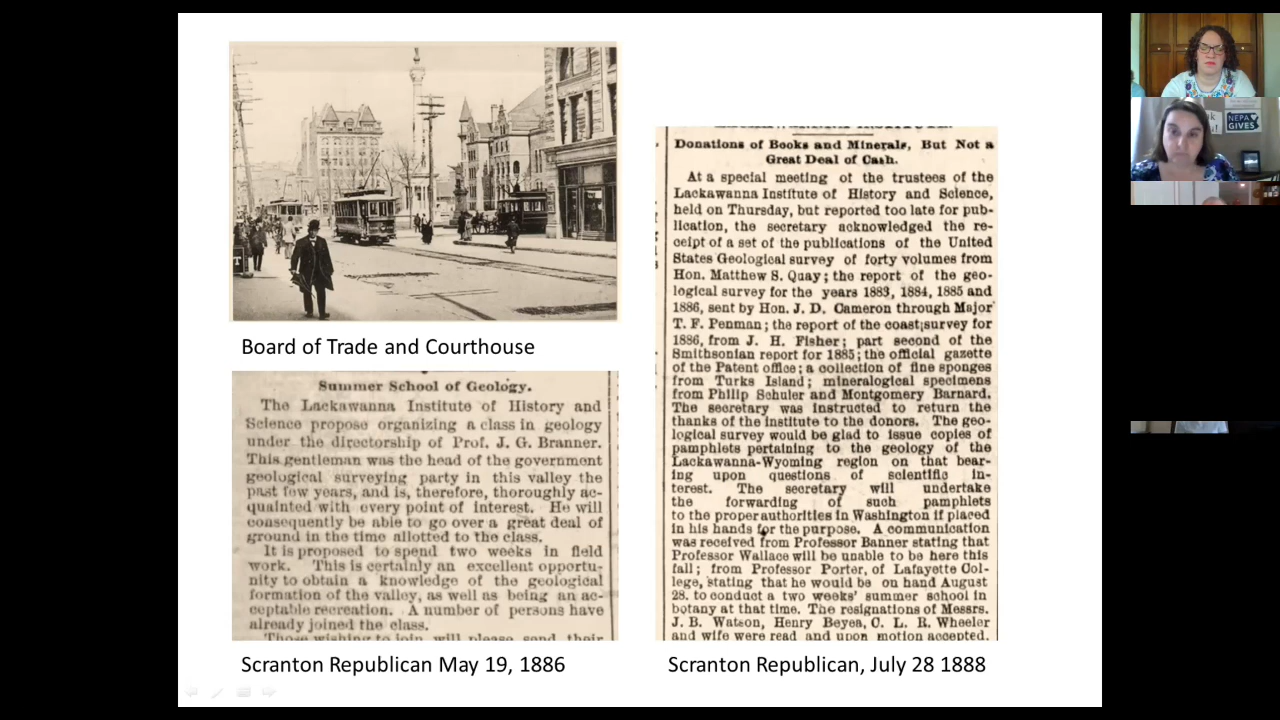 Board of Trade and Courthouse
Summer School of Geology.
The Lackawanna Institute of History and
Science propose organizing a class in geology
under the directorship of Prof. J. G. Branner.
This gentleman was the head of the government
geological surveying party in this valley the
past few years, and is, therefore, thoroughly ac-
quainted with every point of interest. He will
consequently be able to go over a great deal of
ground in the time allotted to the class.
It is proposed to spend two weeks in field
work. This is certainly an excellent opportu-
nity to obtain a knowledge of the geological
formation of the valley, as well as being an ac-
ceptable recreation. A number of persons have
already joined the class.
Those wishing to join will please send their
Scranton Republican May 19, 1886
Donations of Books and Minerals, But Not a
Great Deal of Cash.
At a special meeting of the trustees of the
Lackawanna Institute of History and Science,
held on Thursday, but reported too late for pub-
lication, the secretary acknowledged the re-
ceipt of a set of the publications of the United
States Geological survey of forty volumes from
Hon. Matthew S. Quay; the report of the geo-
logical survey for the years 1883, 1884, 1885 and
1886, sent by Hon. J. D. Cameron through Major
T. F. Penman; the report of the coast survey for
1886, from J. H. Fisher; part second of the
Smithsonian report for 1885; the official gazette
of the Patent office; a collection of fine sponges
from Turks Island; mineralogical specimens
from Philip Schuler and Montgomery Barnard.
The secretary was instructed to return the
thanks of the institute to the donors. The geo-
logical survey would be glad to issue copies of
pamphlets pertaining to the geology of the
Lackawanna-Wyoming region on that bear-
ing upon questions of scientific in-
terest. The secretary will undertake
the forwarding of such pamphlets
to the proper authorities in Washington if placed
in his hands for the purpose. A communication
was received from Professor Banner stating that
Professor Wallace will be unable to be here this
fall; from Professor Porter, of Lafayette Col-
lege, stating that he would be on hand August
28. to conduct a two weeks' summer school in
botany at that time. The resignations of Messrs.
J. B. Watson, Henry Beyea, C. L. R. Wheeler
and wife were read and upon motion accepted.
Scranton Republican, July 28 1888
NEPA
GIVES